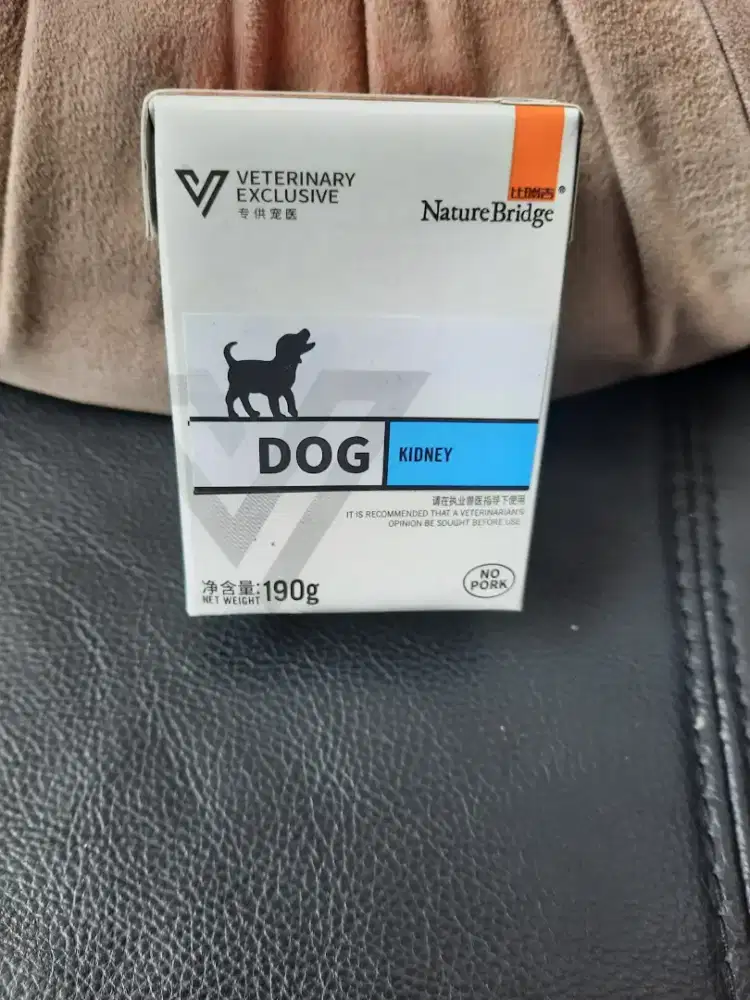 VETERINARY
EXCLUSIVE
专供宠医
比瑞吉®
NatureBridge
DOG
KIDNEY
请在执业兽医指导下使用
IT IS RECOMMENDED THAT A VETERINARIAN'S
OPINION BE SOUGHT BEFORE USE
净含量:190g
NET WEIGHT
NO
PORK